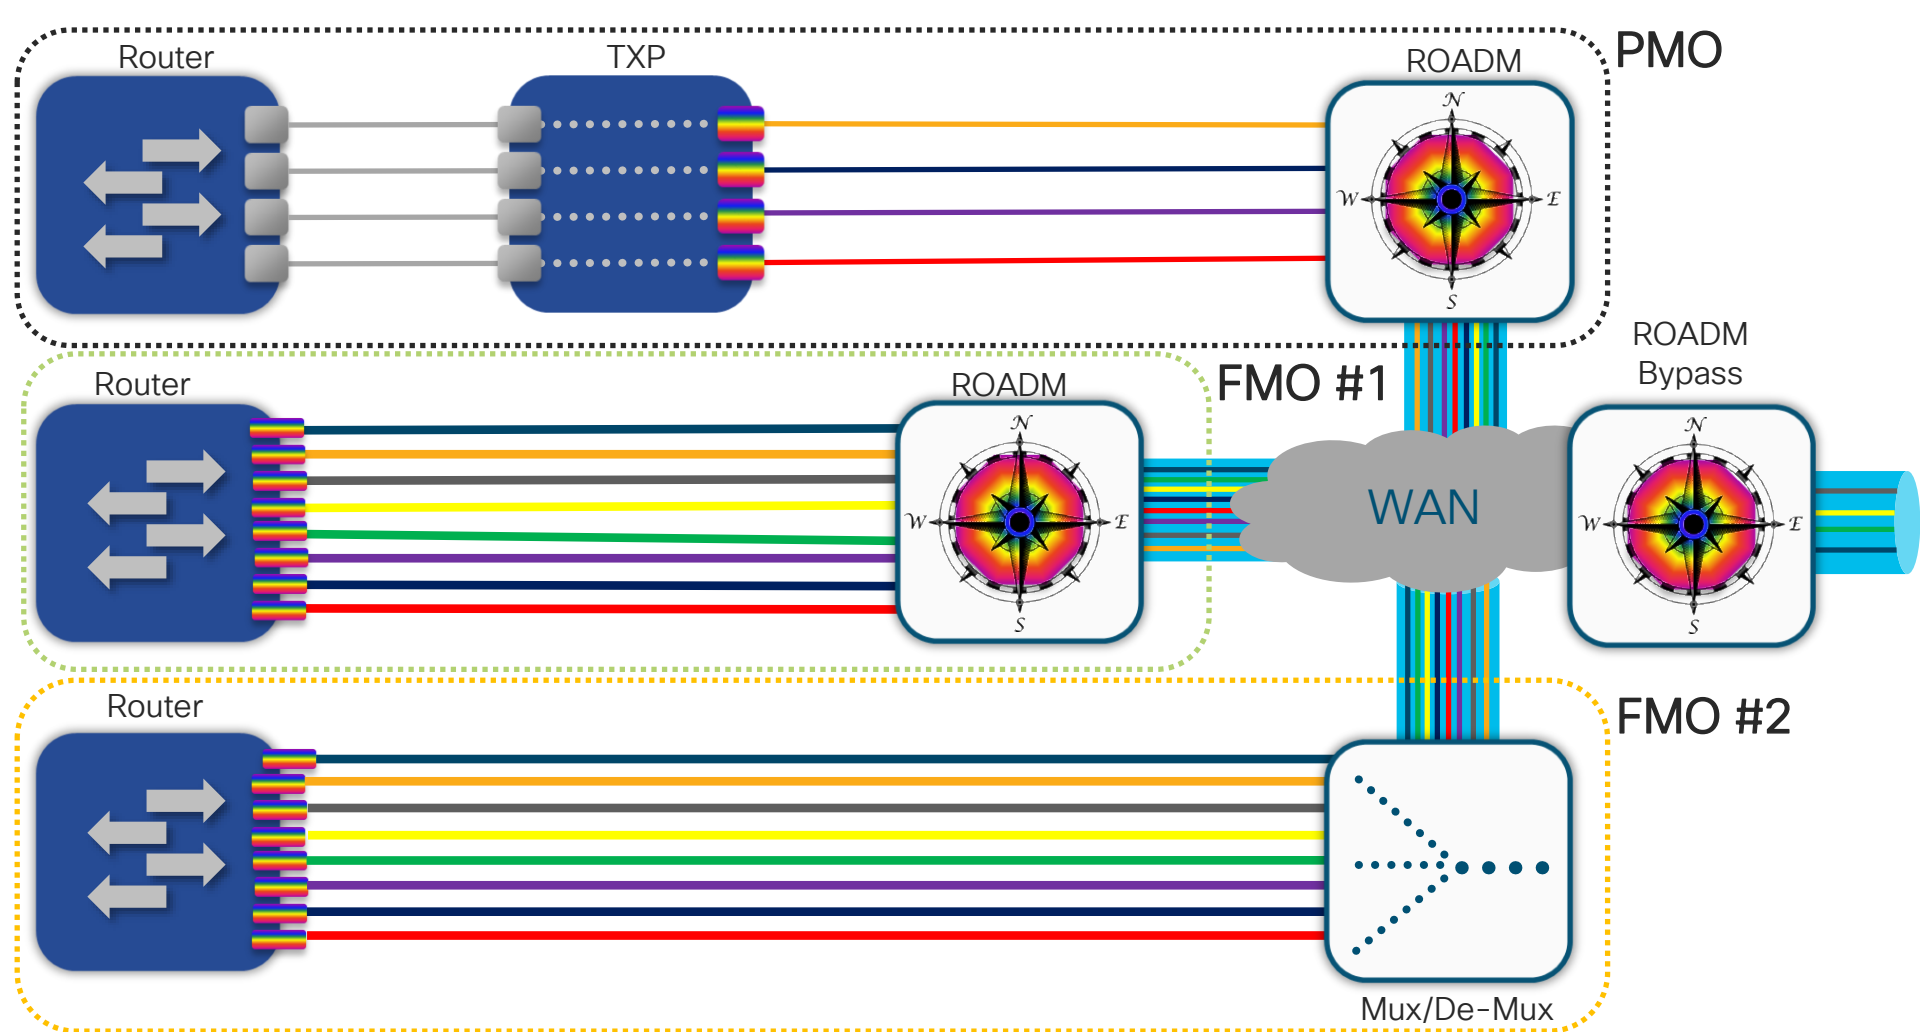 Router
TXP
ROADM
PMO
N
W
E
S
Router
ROADM
FMO #1
ROADM
Bypass
N
W
E
S
WAN
N
W
E
S
Router
FMO #2
Mux/De-Mux